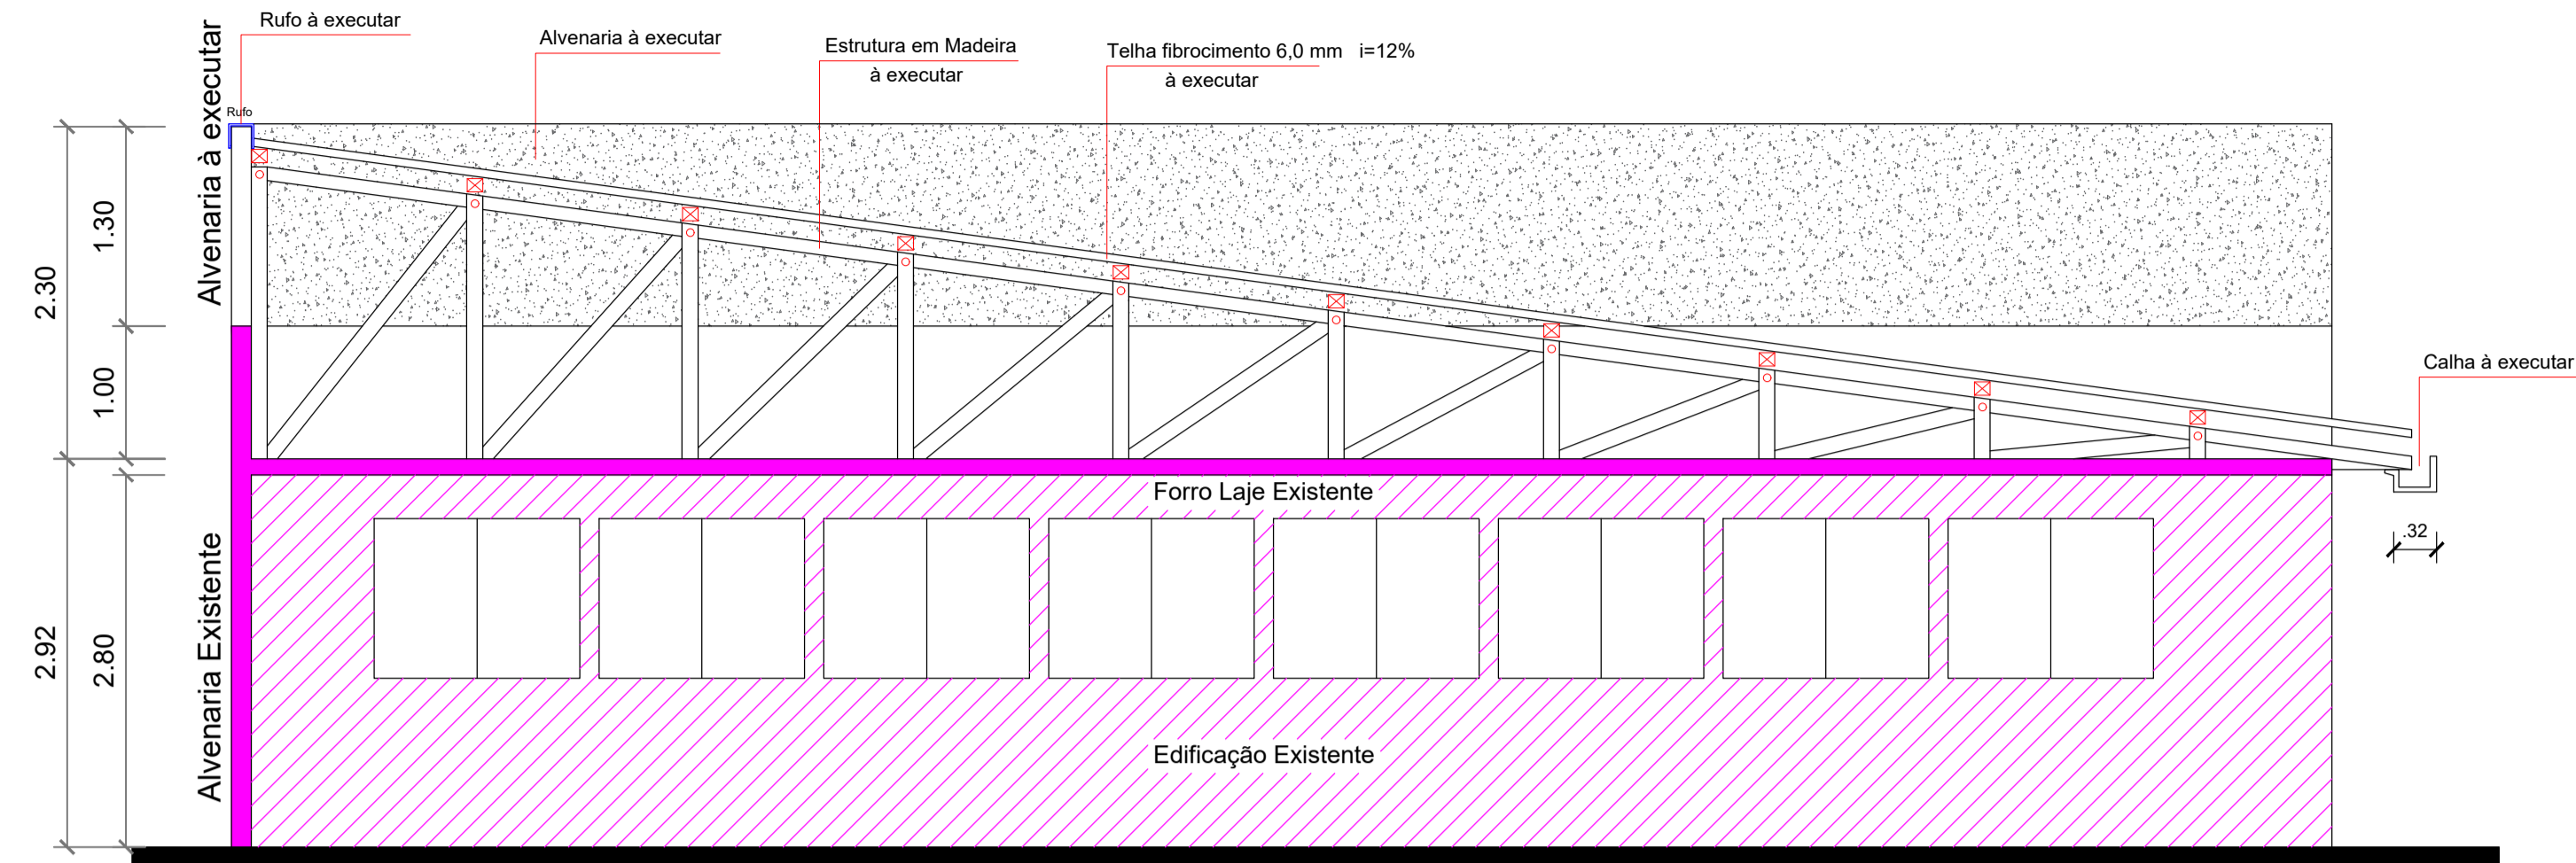 Rufo à executar
Alvenaria à executar
Estrutura em Madeira
à executar
Telha fibrocimento 6,0 mm   i=12%
à executar
Rufo
Alvenaria à executar
1.30
2.30
1.00
Calha à executar
Forro Laje Existente
.32
Alvenaria Existente
2.92
2.80
Edificação Existente